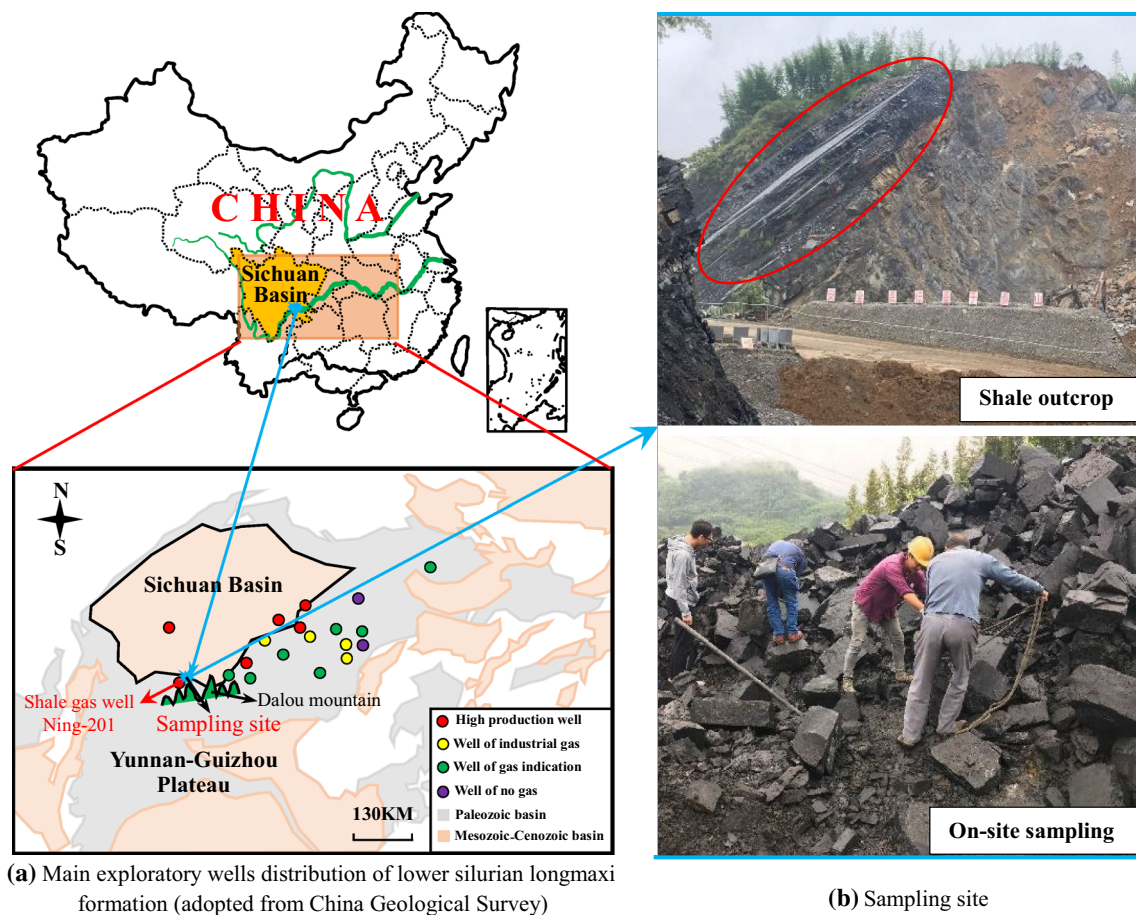 CHINA
Sichuan
Basin
N
S
Sichuan Basin
Shale gas well
Ning-201
Sampling site
Dalou mountain
Yunnan-Guizhou
Plateau
High production well
Well of industrial gas
Well of gas indication
Well of no gas
Paleozoic basin
Mesozoic-Cenozoic basin
130KM
(a) Main exploratory wells distribution of lower silurian longmaxi
formation (adopted from China Geological Survey)
Shale outcrop
On-site sampling
(b) Sampling site